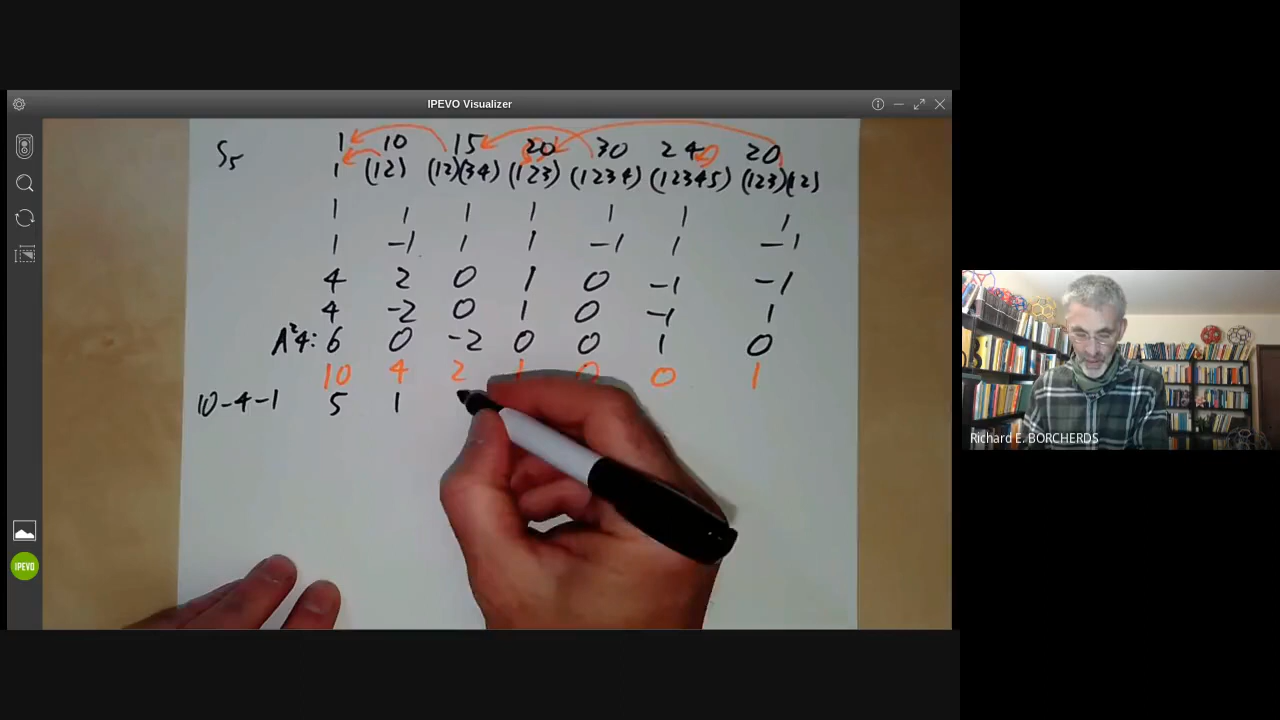 IPEVO Visualizer
S₅ 1 10 15 20 30 24 20
1 (12) (12)(34) (123) (1234) (12345) (123)(12)
1 1 1 1 1 1 1
1 -1 1 1 -1 1 -1
4 2 0 1 0 -1 -1
4 -2 0 1 0 -1 1
Λ²4: 6 0 -2 0 0 1 0
10 4 2 1 0 0 1
10-4-1 5 1
Richard E. BORCHERDS
IPEVO